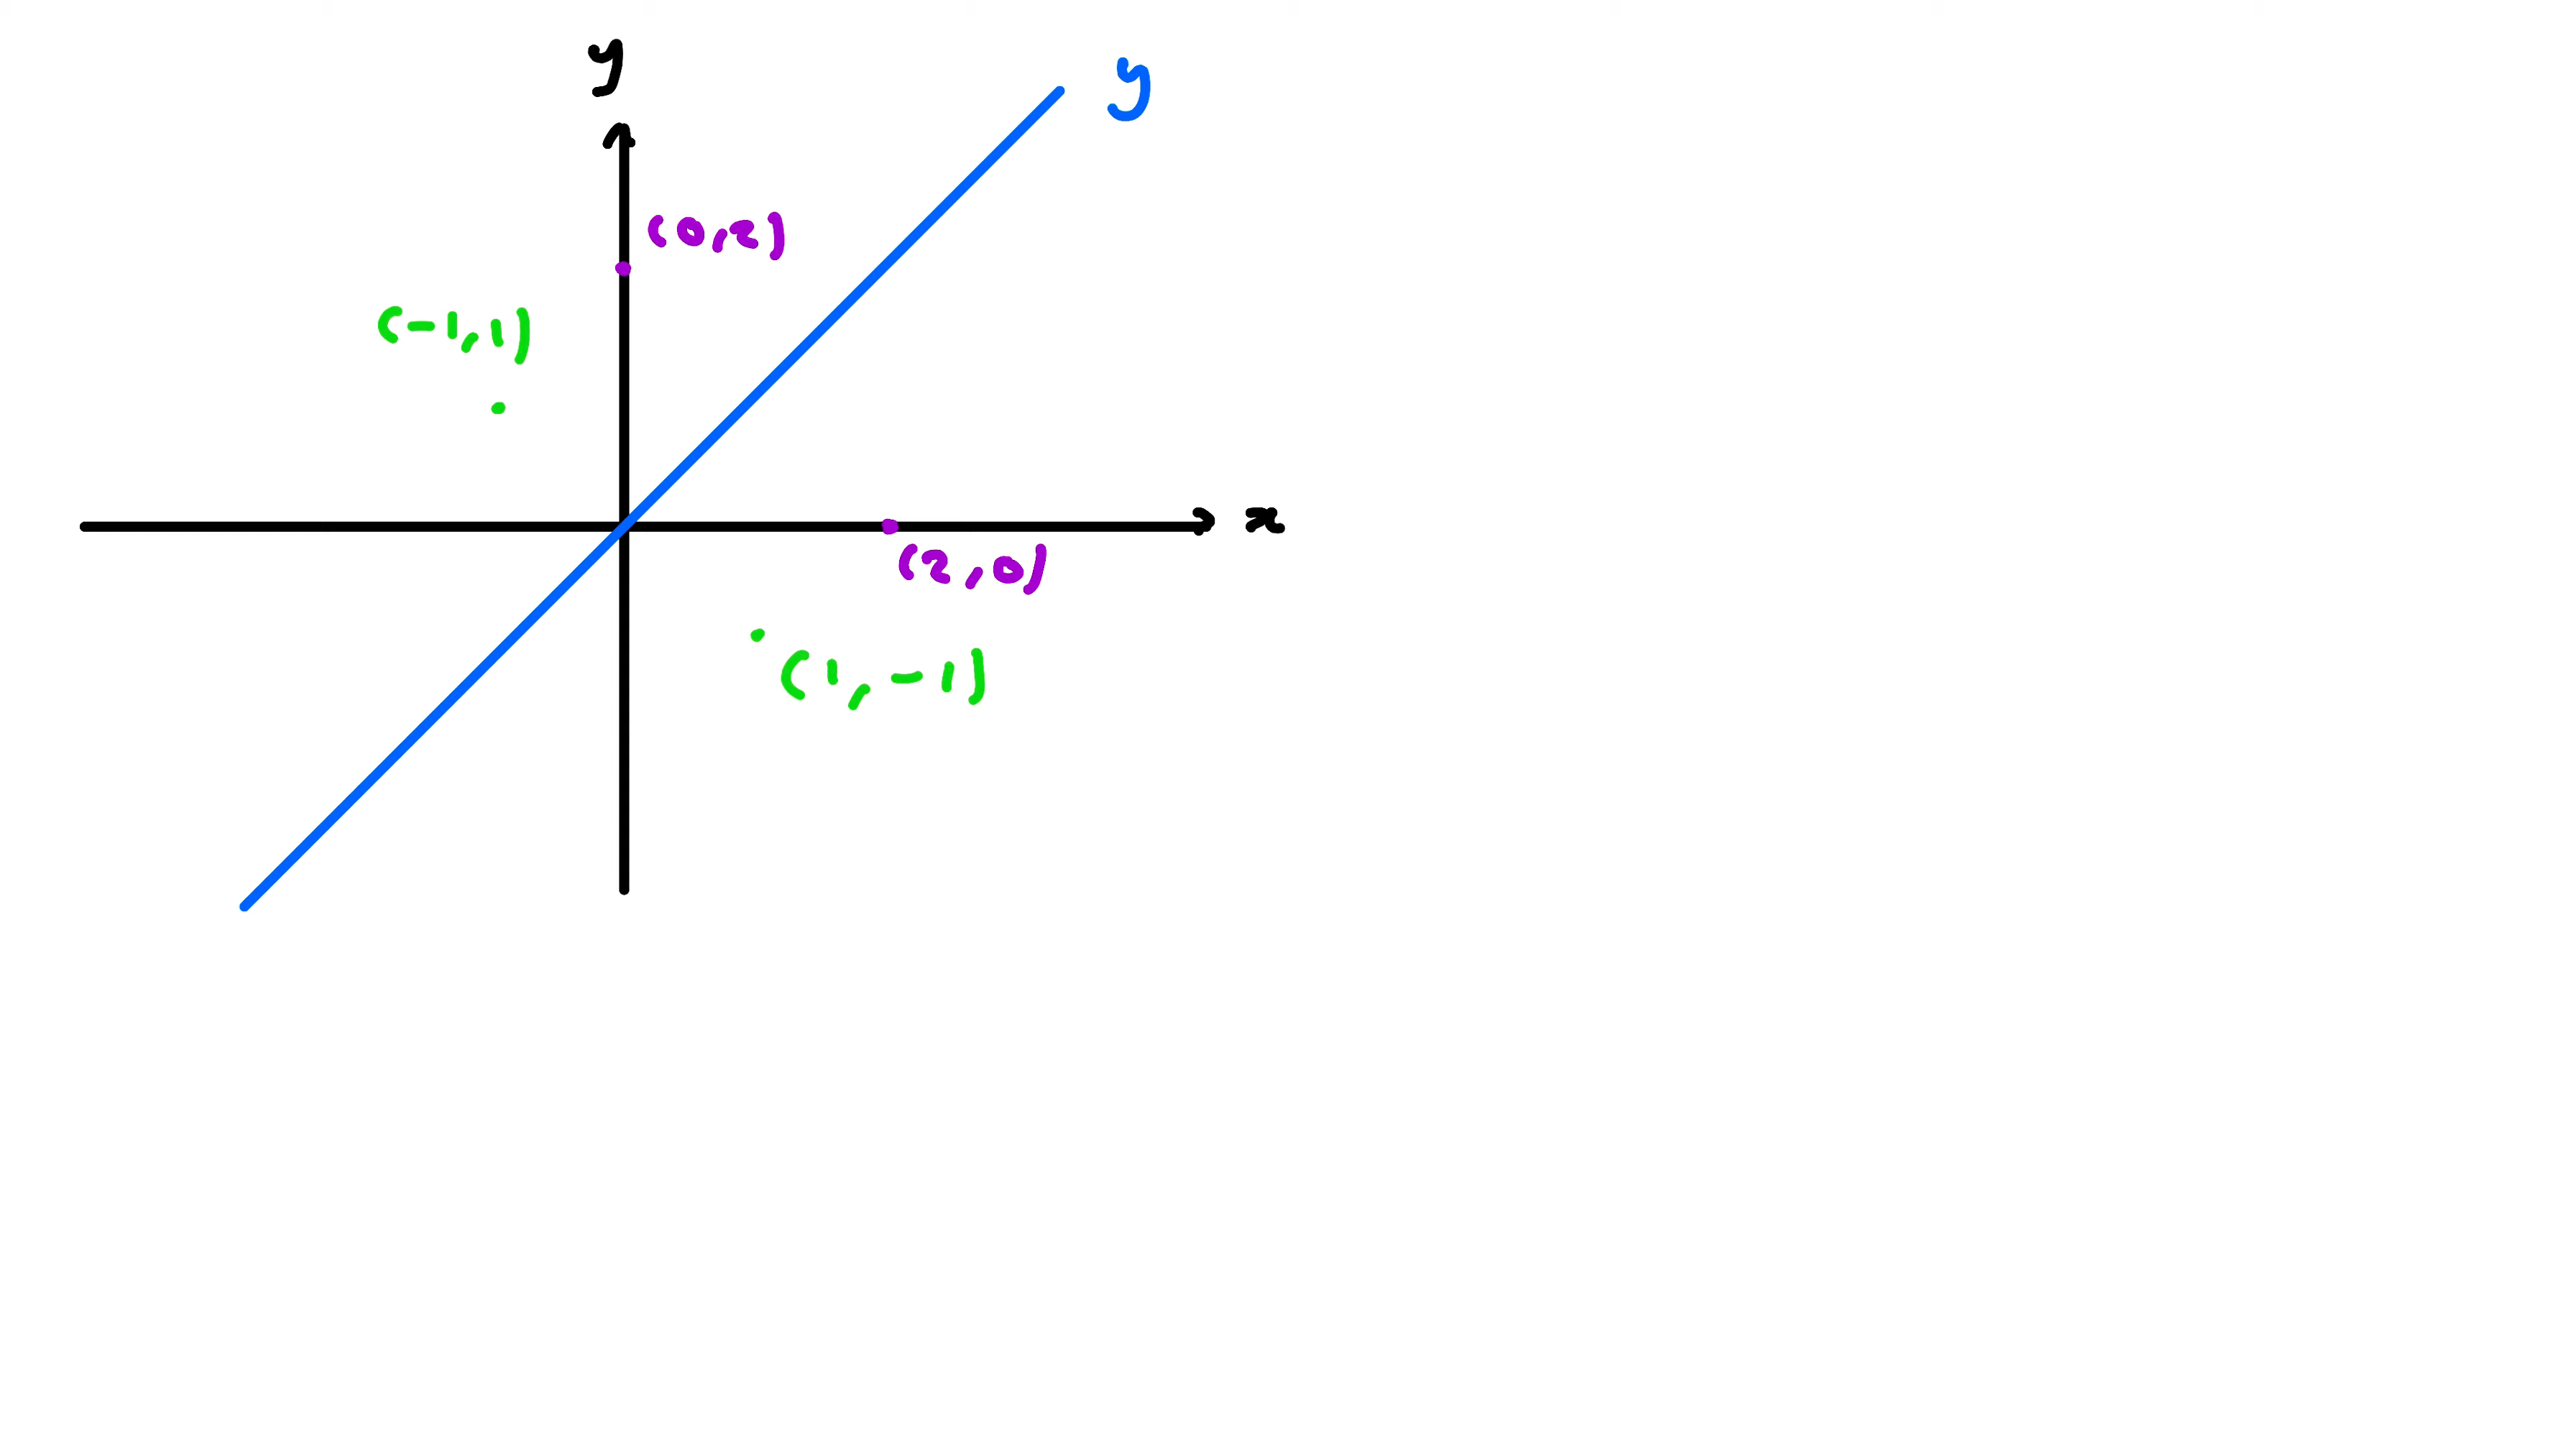 y
y
(0,2)
(-1,1)
x
(2,0)
(1,-1)